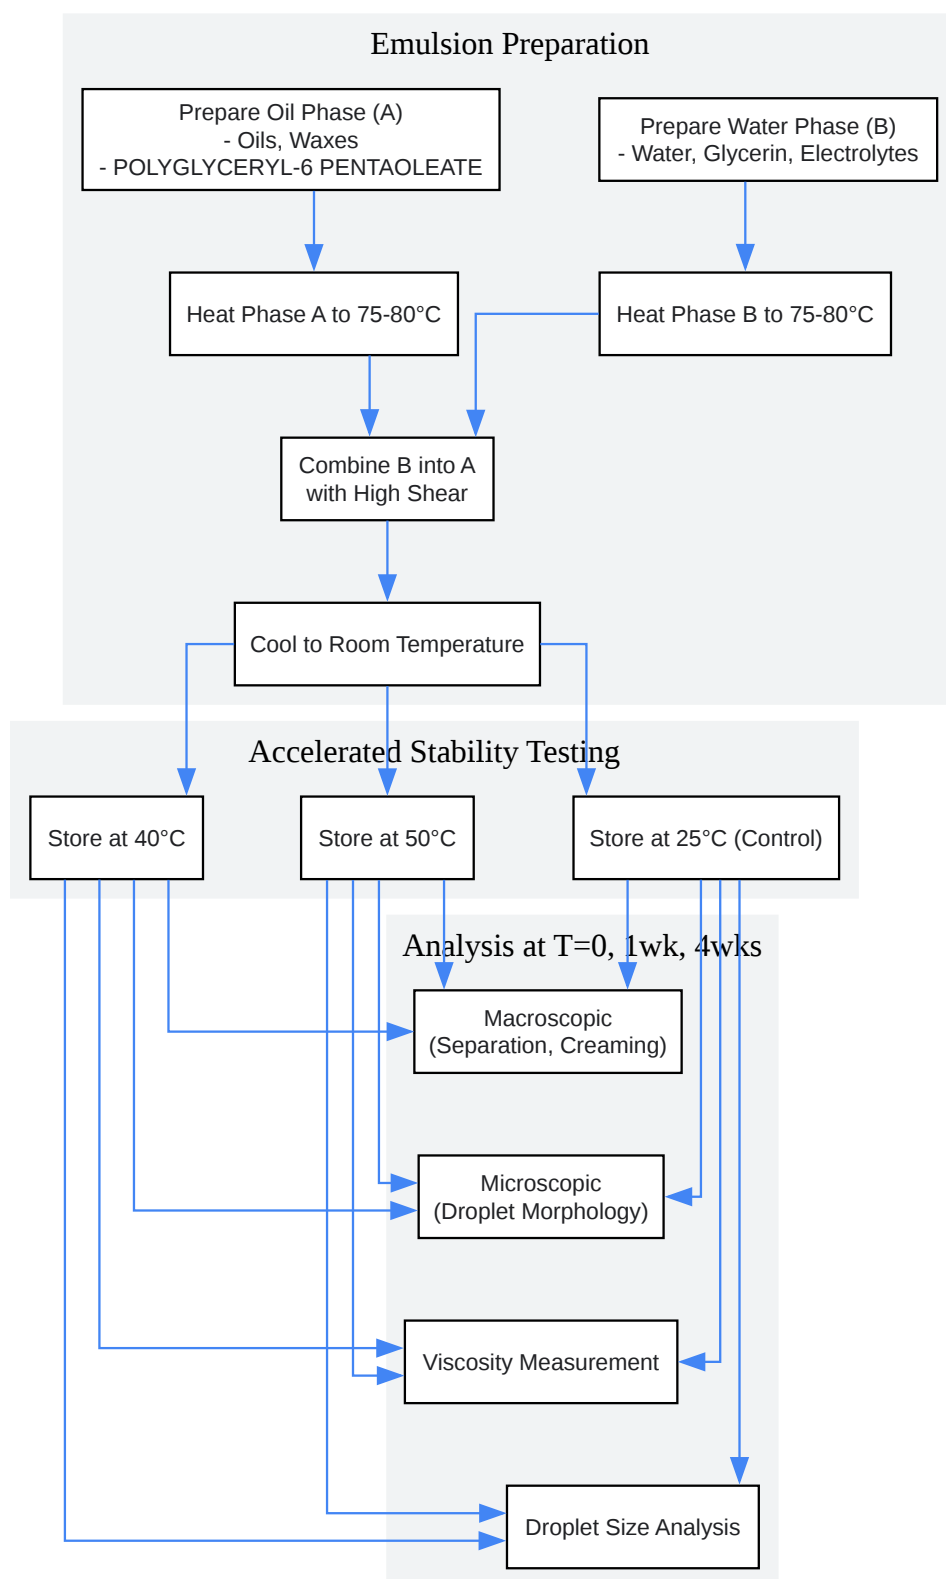 Emulsion Preparation
Prepare Oil Phase (A)
- Oils, Waxes
- POLYGLYCERYL-6 PENTAOLEATE
Prepare Water Phase (B)
- Water, Glycerin, Electrolytes
Heat Phase A to 75-80°C
Heat Phase B to 75-80°C
Combine B into A
with High Shear
Cool to Room Temperature
Accelerated Stability Testing
Store at 40°C
Store at 50°C
Store at 25°C (Control)
Analysis at T=0, 1wk, 4wks
Macroscopic
(Separation, Creaming)
Microscopic
(Droplet Morphology)
Viscosity Measurement
Droplet Size Analysis